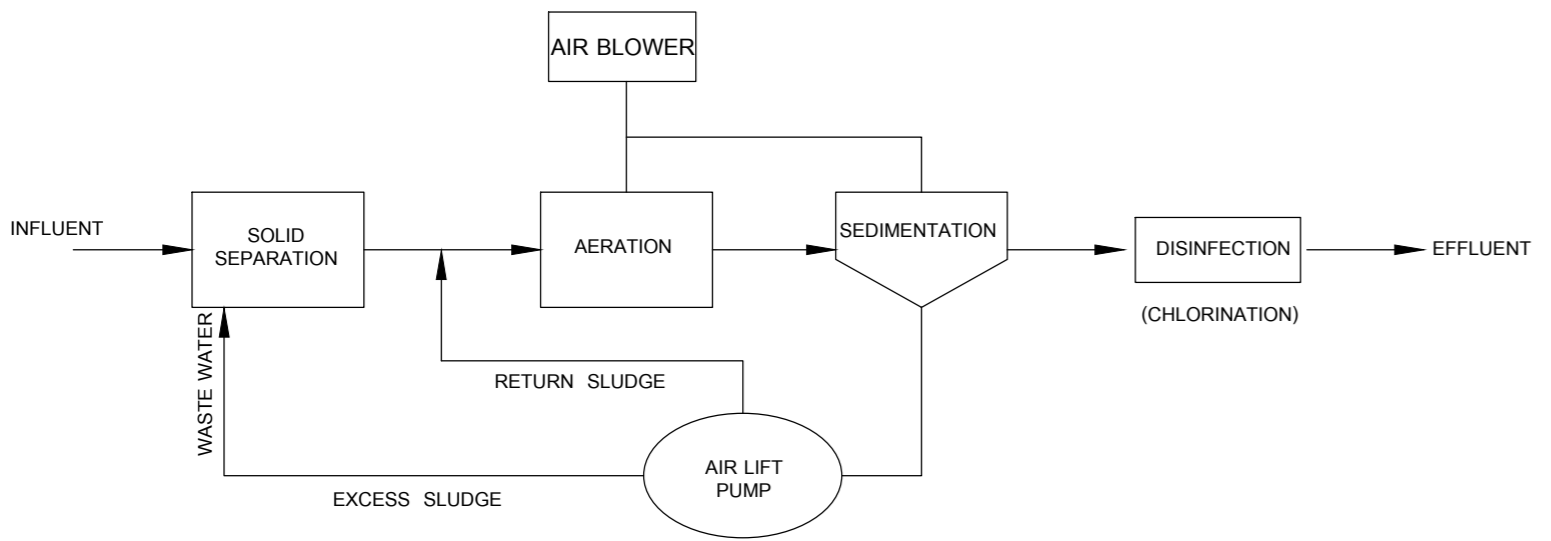 AIR BLOWER
INFLUENT
SOLID
SEPARATION
AERATION
SEDIMENTATION
DISINFECTION
EFFLUENT
(CHLORINATION)
WASTE WATER
RETURN SLUDGE
AIR LIFT
PUMP
EXCESS SLUDGE